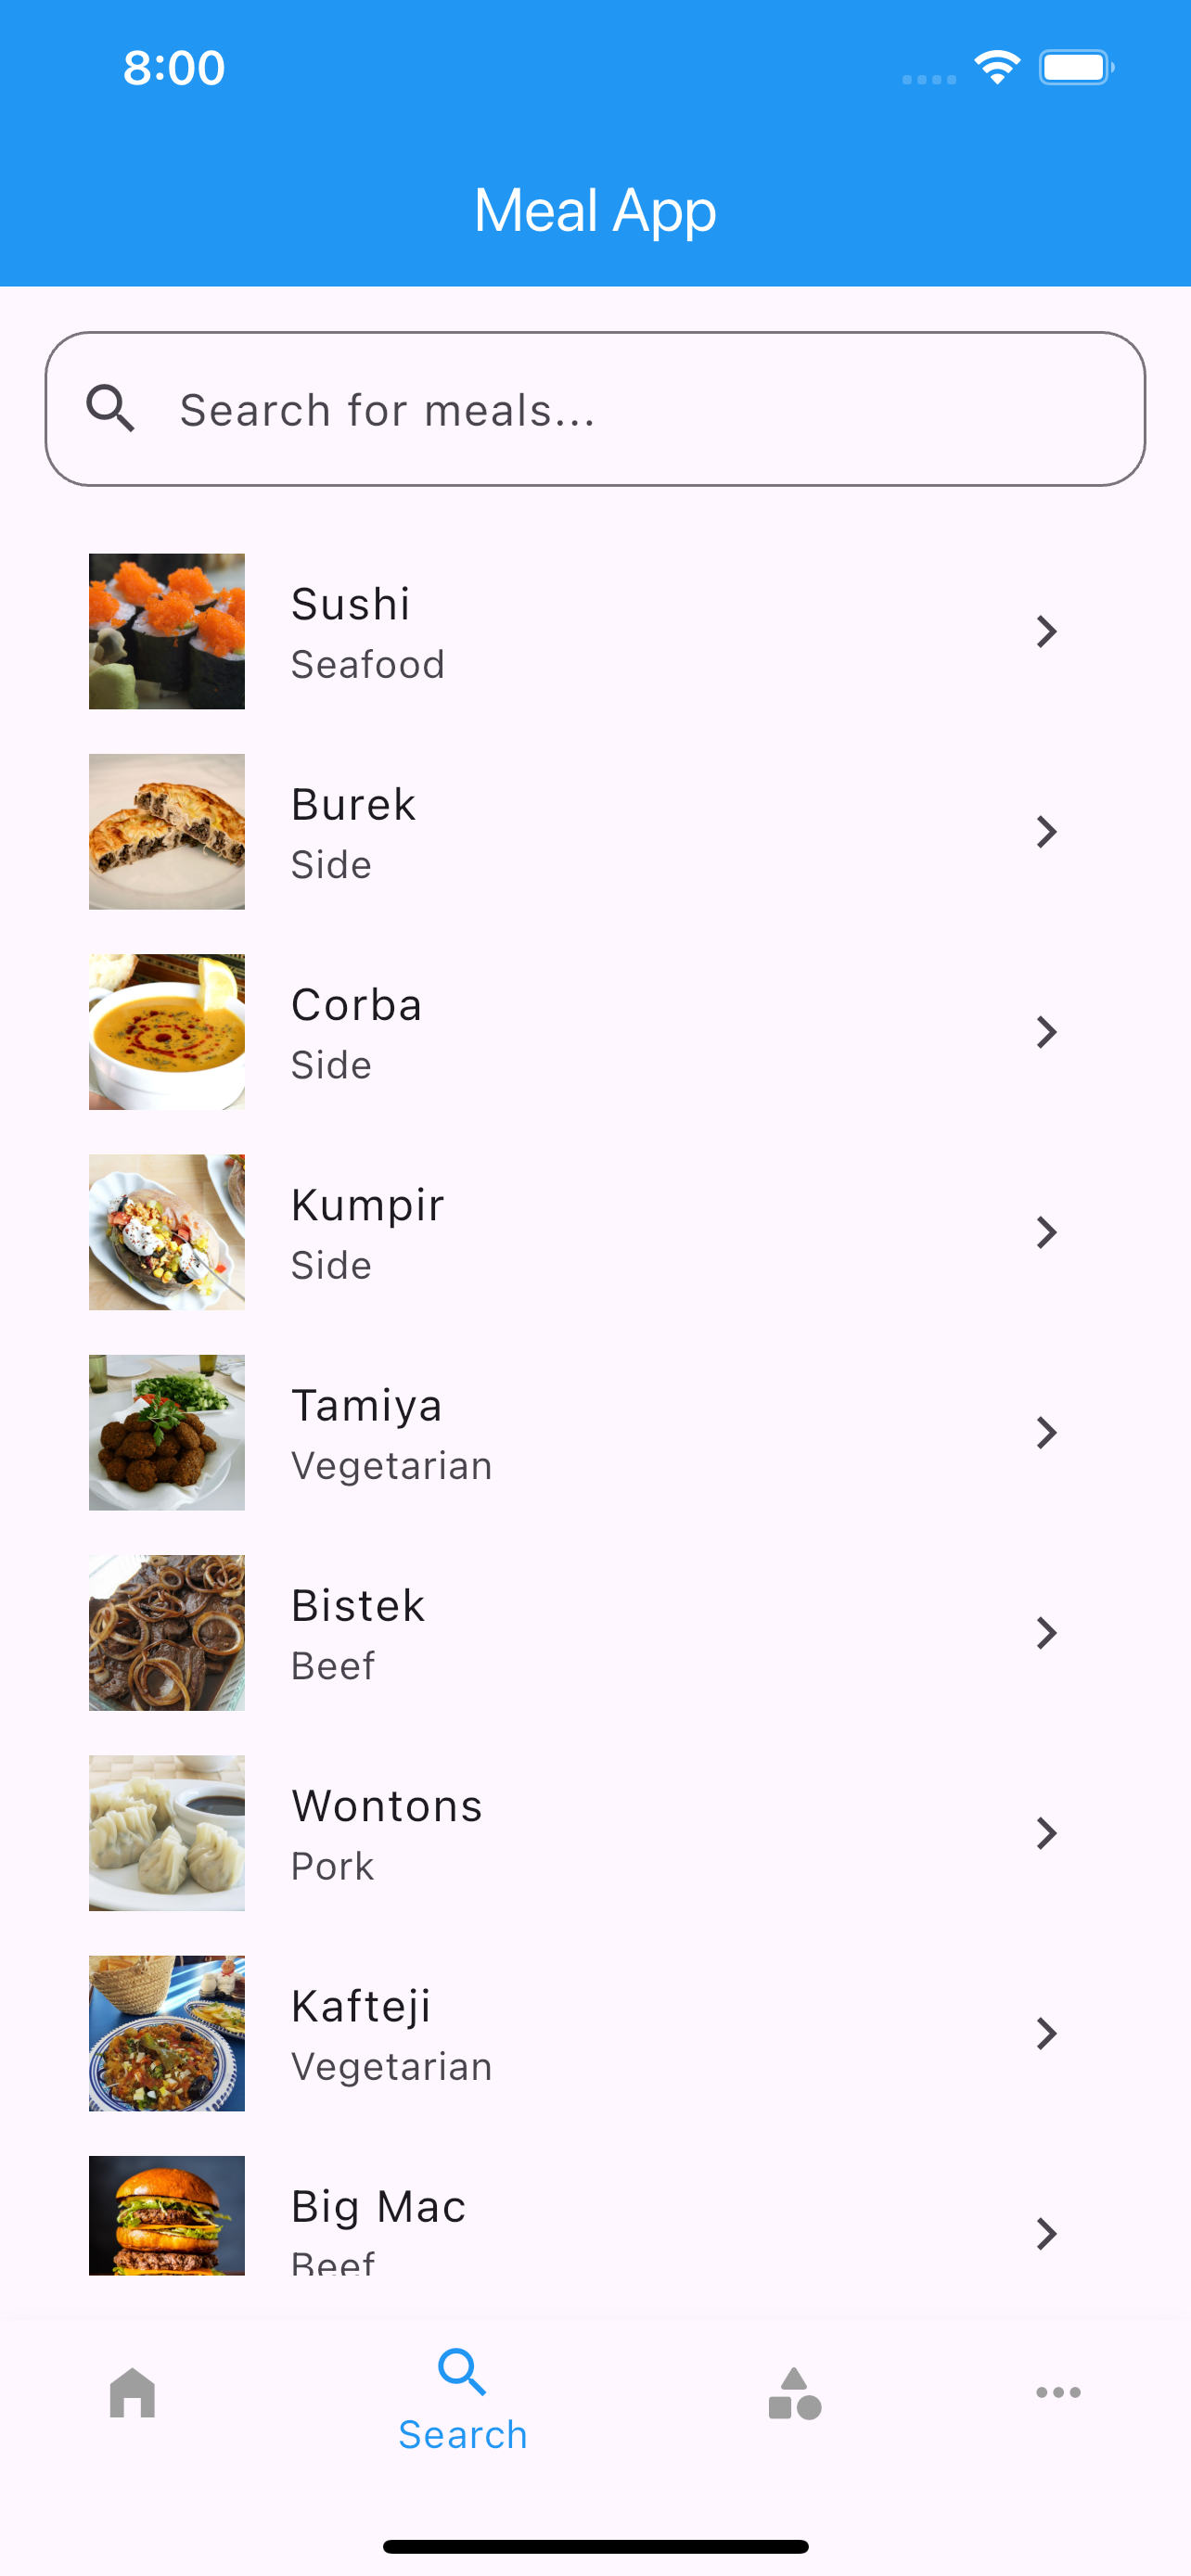 8:00
Meal App
Search for meals...
Sushi
Seafood
Burek
Side
Corba
Side
Kumpir
Side
Tamiya
Vegetarian
Bistek
Beef
Wontons
Pork
Kafteji
Vegetarian
Big Mac
Beef
Search